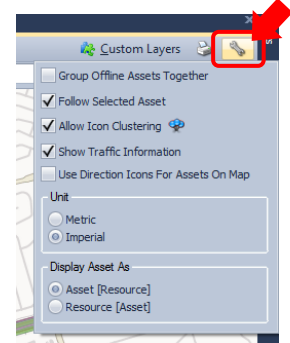 Custom Layers
Group Offline Assets Together
Follow Selected Asset
Allow Icon Clustering
Show Traffic Information
Use Direction Icons For Assets On Map
Unit
Metric
Imperial
Display Asset As
Asset [Resource]
Resource [Asset]